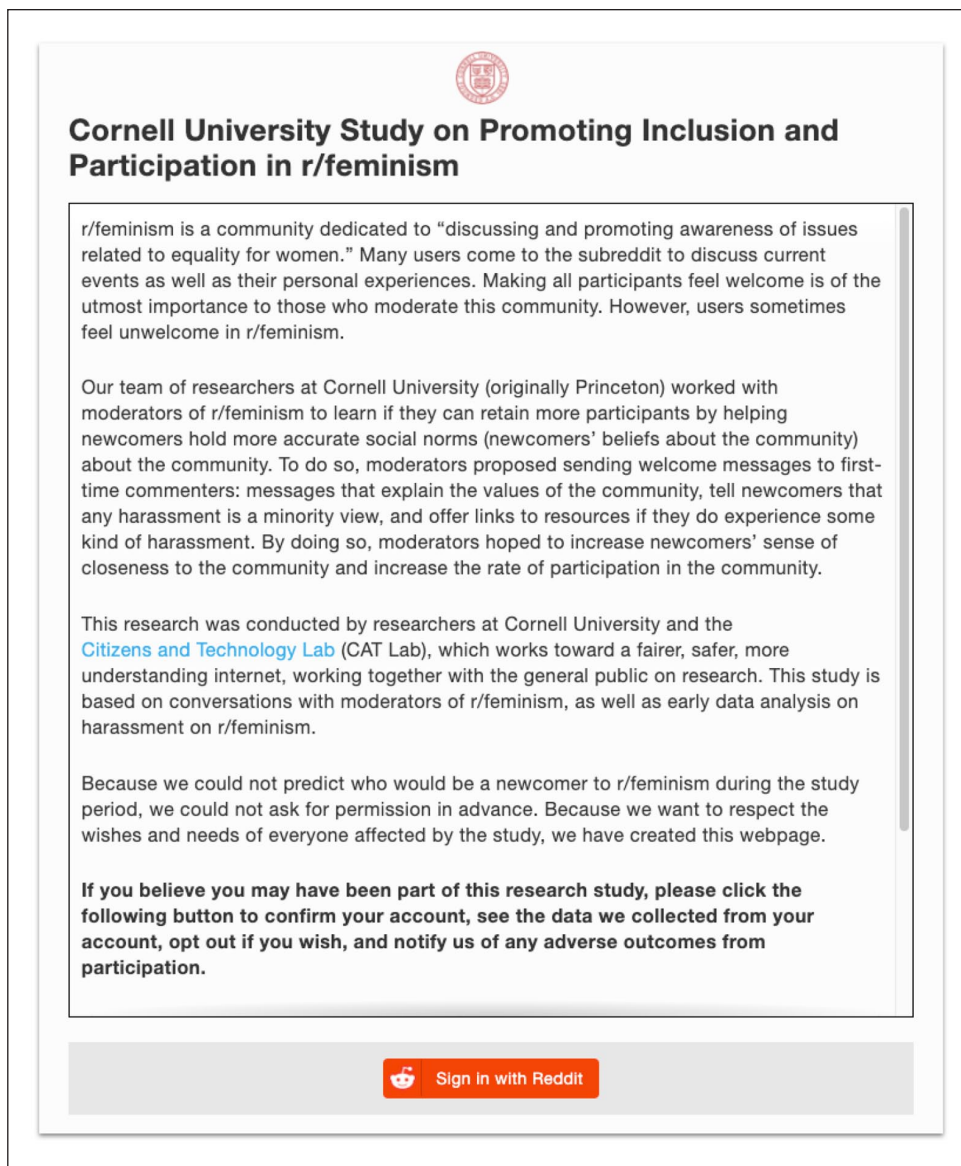 Cornell University Study on Promoting Inclusion and
Participation in r/feminism
r/feminism is a community dedicated to “discussing and promoting awareness of issues
related to equality for women.” Many users come to the subreddit to discuss current
events as well as their personal experiences. Making all participants feel welcome is of the
utmost importance to those who moderate this community. However, users sometimes
feel unwelcome in r/feminism.
Our team of researchers at Cornell University (originally Princeton) worked with
moderators of r/feminism to learn if they can retain more participants by helping
newcomers hold more accurate social norms (newcomers’ beliefs about the community)
about the community. To do so, moderators proposed sending welcome messages to first-
time commenters: messages that explain the values of the community, tell newcomers that
any harassment is a minority view, and offer links to resources if they do experience some
kind of harassment. By doing so, moderators hoped to increase newcomers’ sense of
closeness to the community and increase the rate of participation in the community.
This research was conducted by researchers at Cornell University and the
Citizens and Technology Lab (CAT Lab), which works toward a fairer, safer, more
understanding internet, working together with the general public on research. This study is
based on conversations with moderators of r/feminism, as well as early data analysis on
harassment on r/feminism.
Because we could not predict who would be a newcomer to r/feminism during the study
period, we could not ask for permission in advance. Because we want to respect the
wishes and needs of everyone affected by the study, we have created this webpage.
If you believe you may have been part of this research study, please click the
following button to confirm your account, see the data we collected from your
account, opt out if you wish, and notify us of any adverse outcomes from
participation.
Sign in with Reddit